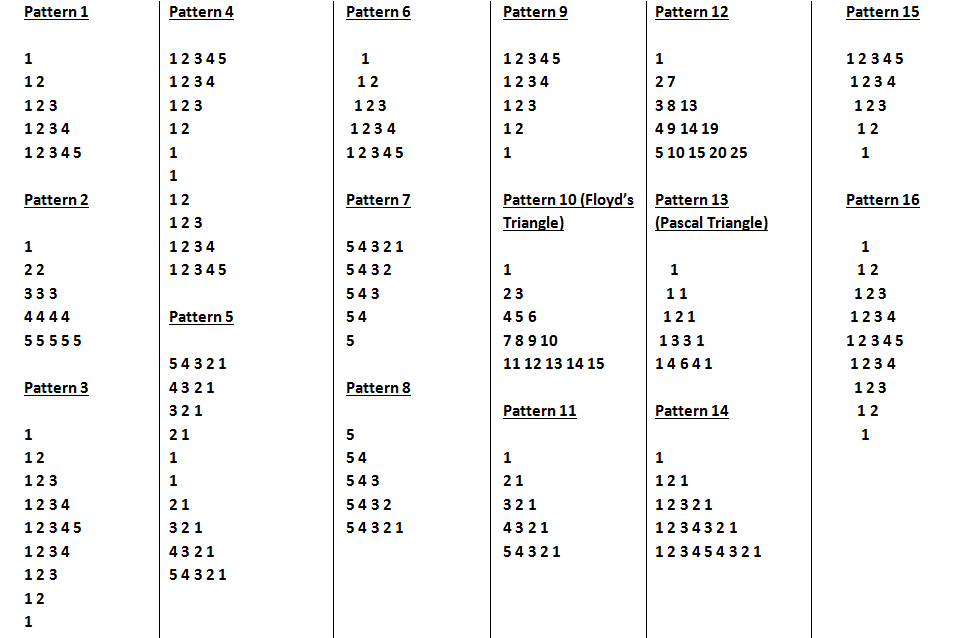 Pattern 1
1
1 2
1 2 3
1 2 3 4
1 2 3 4 5
Pattern 2
1
2 2
3 3 3
4 4 4 4
5 5 5 5 5
Pattern 3
1
1 2
1 2 3
1 2 3 4
1 2 3 4 5
1 2 3 4
1 2 3
1 2
1
Pattern 4
1 2 3 4 5
1 2 3 4
1 2 3
1 2
1
1
1 2
1 2 3
1 2 3 4
1 2 3 4 5
Pattern 5
5 4 3 2 1
4 3 2 1
3 2 1
2 1
1
1
2 1
3 2 1
4 3 2 1
5 4 3 2 1
Pattern 6
1
1 2
1 2 3
1 2 3 4
1 2 3 4 5
Pattern 7
5 4 3 2 1
5 4 3 2
5 4 3
5 4
5
Pattern 8
5
5 4
5 4 3
5 4 3 2
5 4 3 2 1
Pattern 9
1 2 3 4 5
1 2 3 4
1 2 3
1 2
1
Pattern 10 (Floyd’s
Triangle)
1
2 3
4 5 6
7 8 9 10
11 12 13 14 15
Pattern 11
1
2 1
3 2 1
4 3 2 1
5 4 3 2 1
Pattern 12
1
2 7
3 8 13
4 9 14 19
5 10 15 20 25
Pattern 13
(Pascal Triangle)
1
1 1
1 2 1
1 3 3 1
1 4 6 4 1
Pattern 14
1
1 2 1
1 2 3 2 1
1 2 3 4 3 2 1
1 2 3 4 5 4 3 2 1
Pattern 15
1 2 3 4 5
1 2 3 4
1 2 3
1 2
1
Pattern 16
1
1 2
1 2 3
1 2 3 4
1 2 3 4 5
1 2 3 4
1 2 3
1 2
1